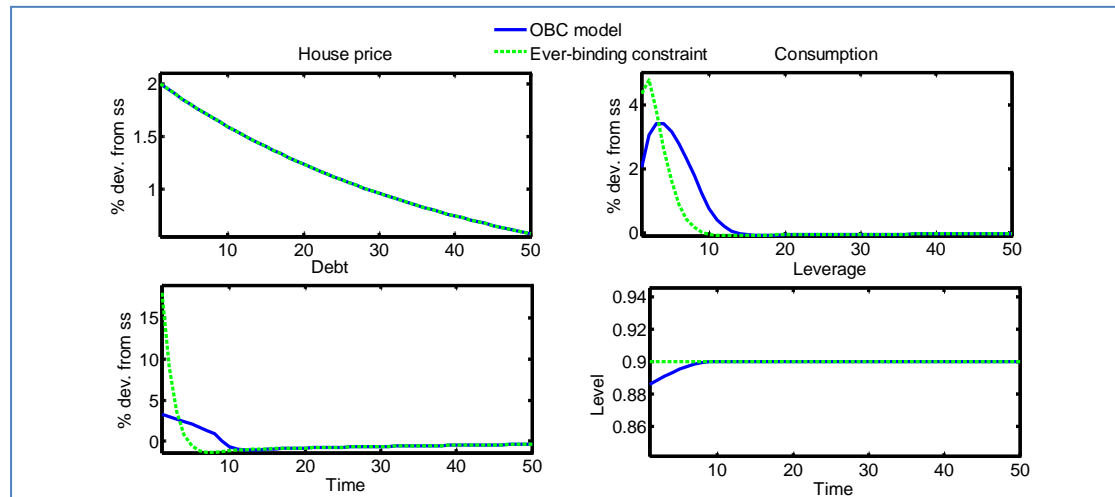 OBC model
Ever-binding constraint
House price
Consumption
% dev. from ss
2
1.5
1
10
20
30
40
50
% dev. from ss
4
2
0
10
20
30
40
50
Debt
Leverage
% dev. from ss
15
10
5
0
10
20
30
40
50
Time
Level
0.94
0.92
0.9
0.88
0.86
10
20
30
40
50
Time